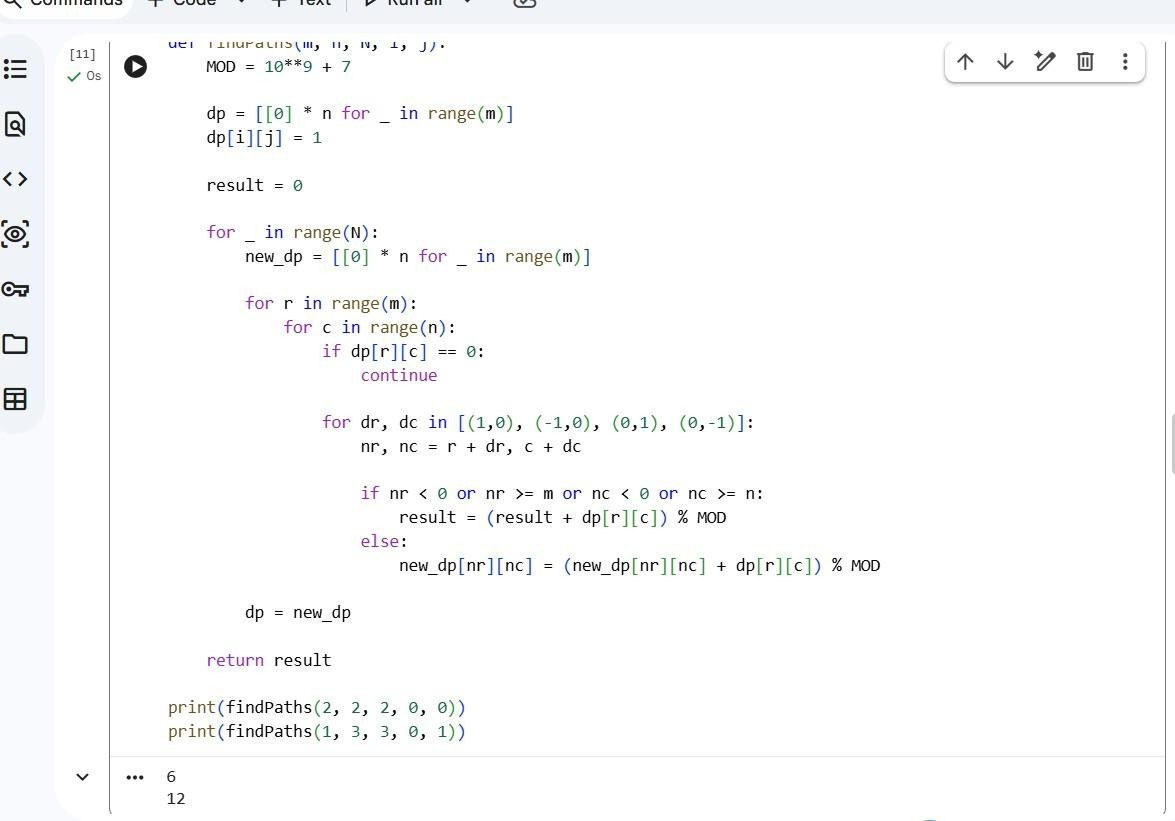 Commands + Code + Text Run all
[11]
0s
def findPaths(m, n, N, i, j):
MOD = 10**9 + 7
dp = [[0] * n for _ in range(m)]
dp[i][j] = 1
result = 0
for _ in range(N):
new_dp = [[0] * n for _ in range(m)]
for r in range(m):
for c in range(n):
if dp[r][c] == 0:
continue
for dr, dc in [(1,0), (-1,0), (0,1), (0,-1)]:
nr, nc = r + dr, c + dc
if nr < 0 or nr >= m or nc < 0 or nc >= n:
result = (result + dp[r][c]) % MOD
else:
new_dp[nr][nc] = (new_dp[nr][nc] + dp[r][c]) % MOD
dp = new_dp
return result
print(findPaths(2, 2, 2, 0, 0))
print(findPaths(1, 3, 3, 0, 1))
6
12